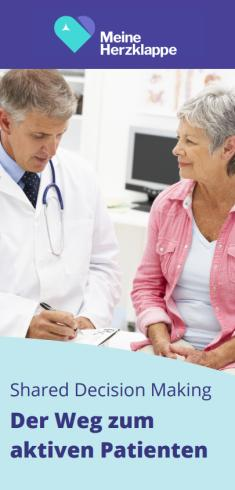 Meine
Herzklappe
Shared Decision Making
Der Weg zum
aktiven Patienten